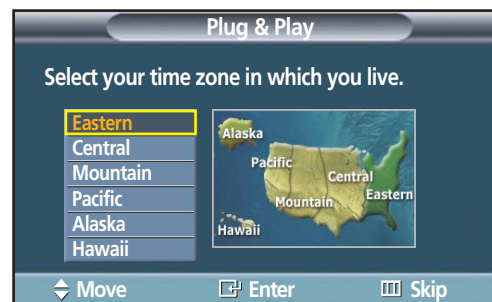 Plug & Play
Select your time zone in which you live.
Eastern
Central
Mountain
Pacific
Alaska
Hawaii
Alaska
Pacific
Central
Mountain
Eastern
Hawaii
Move Enter Skip